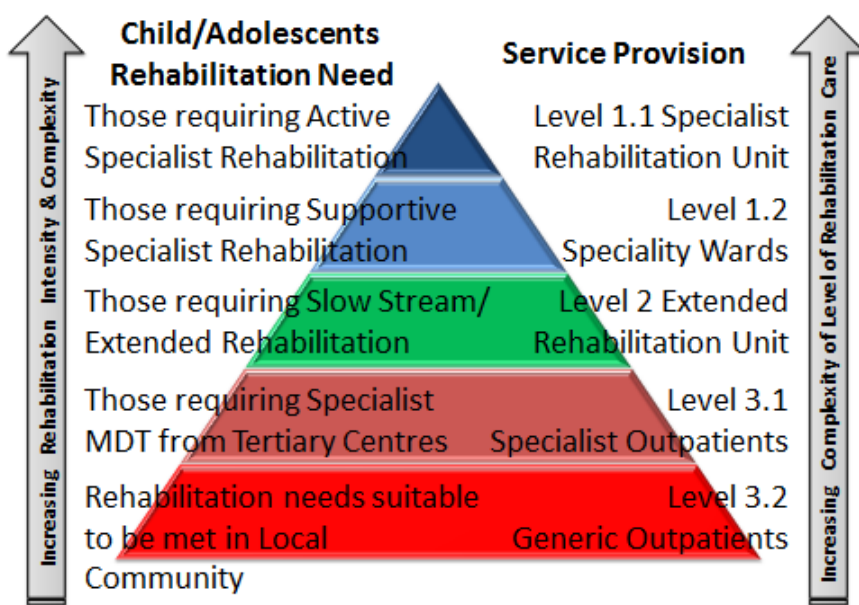 Child/Adolescents
Rehabilitation Need
Service Provision
Increasing Rehabilitation Intensity & Complexity
Those requiring Active
Specialist Rehabilitation
Level 1.1 Specialist
Rehabilitation Unit
Those requiring Supportive
Specialist Rehabilitation
Level 1.2
Speciality Wards
Those requiring Slow Stream/
Extended Rehabilitation
Level 2 Extended
Rehabilitation Unit
Those requiring Specialist
MDT from Tertiary Centres
Level 3.1
Specialist Outpatients
Rehabilitation needs suitable
to be met in Local
Community
Level 3.2
Generic Outpatients
Increasing Complexity of Level of Rehabilitation Care